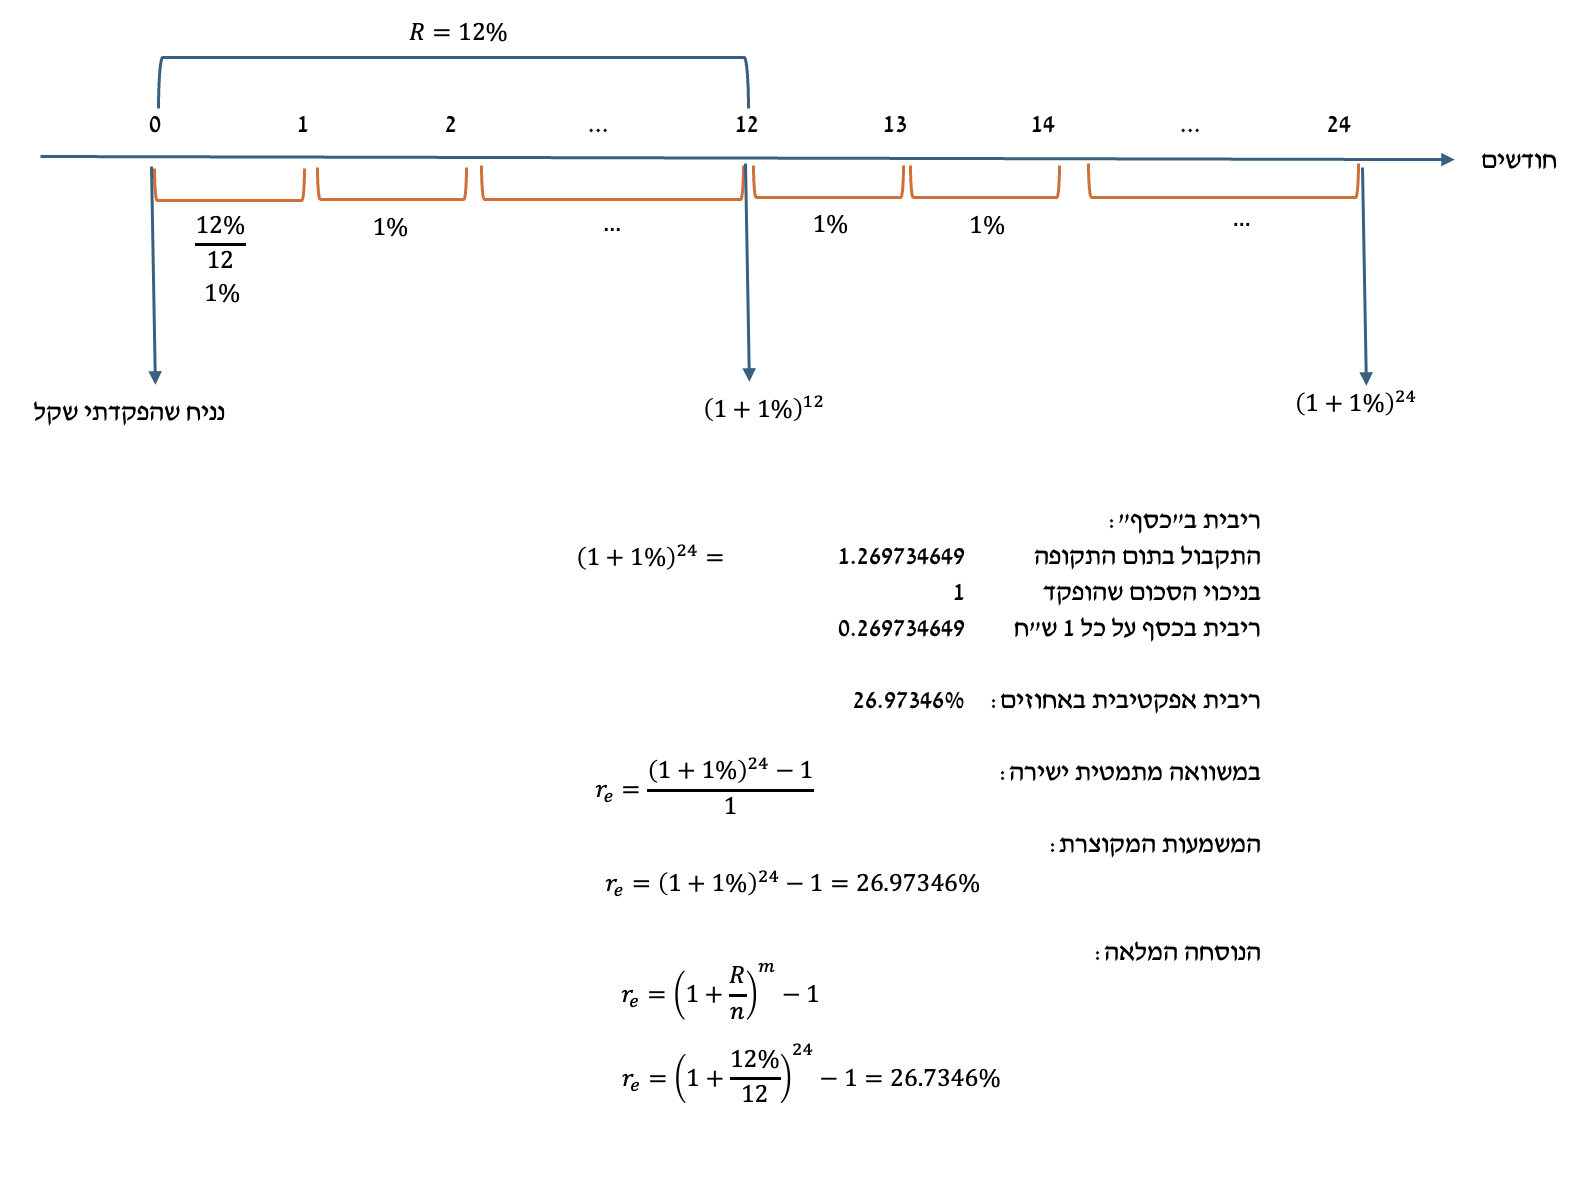 R = 12%
0 1 2 ... 12 13 14 ... 24
חודשים
12%/12 1% ... 1% 1% ...
1%
נניח שהפקדתי שקל (1 + 1%)^12 (1 + 1%)^24
ריבית ב"כסף":
התקבול בתום התקופה 1.269734649 (1 + 1%)^24 =
בניכוי הסכום שהופקד 1
ריבית בכסף על כל 1 ש"ח 0.269734649
ריבית אפקטיבית באחוזים: 26.97346%
במשוואה מתמטית ישירה:
r_e = ((1 + 1%)^24 − 1)/1
המשמעות המקוצרת:
r_e = (1 + 1%)^24 − 1 = 26.97346%
הנוסחה המלאה:
r_e = (1 + R/n)^m − 1
r_e = (1 + 12%/12)^24 − 1 = 26.7346%